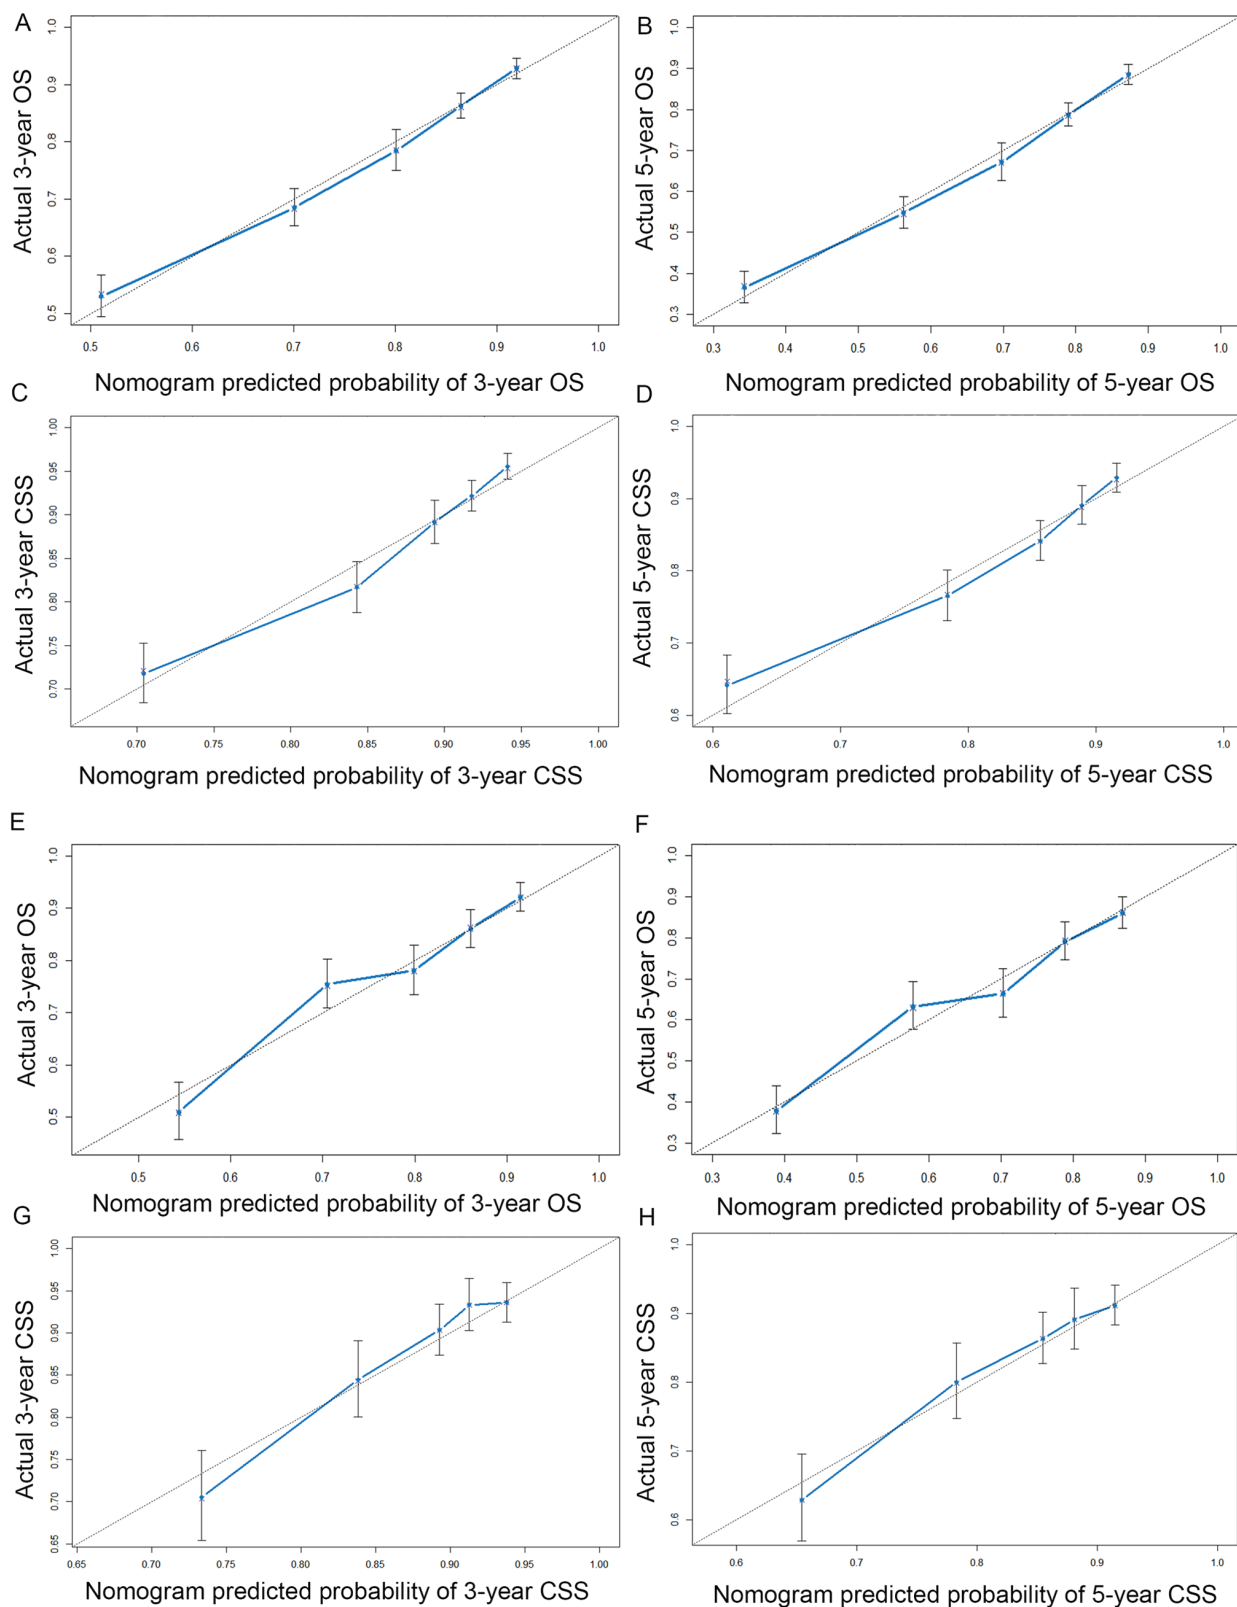 A
Actual 3-year OS
1.0
0.9
0.8
0.7
0.6
0.5
0.5 0.6 0.7 0.8 0.9 1.0
Nomogram predicted probability of 3-year OS
B
Actual 5-year OS
1.0
0.9
0.8
0.7
0.6
0.5
0.4
0.3
0.3 0.4 0.5 0.6 0.7 0.8 0.9 1.0
Nomogram predicted probability of 5-year OS
C
Actual 3-year CSS
1.00
0.95
0.90
0.85
0.80
0.75
0.70
0.70 0.75 0.80 0.85 0.90 0.95 1.00
Nomogram predicted probability of 3-year CSS
D
Actual 5-year CSS
1.0
0.9
0.8
0.7
0.6
0.6 0.7 0.8 0.9 1.0
Nomogram predicted probability of 5-year CSS
E
Actual 3-year OS
1.0
0.9
0.8
0.7
0.6
0.5
0.5 0.6 0.7 0.8 0.9 1.0
Nomogram predicted probability of 3-year OS
F
Actual 5-year OS
1.0
0.9
0.8
0.7
0.6
0.5
0.4
0.3
0.3 0.4 0.5 0.6 0.7 0.8 0.9 1.0
Nomogram predicted probability of 5-year OS
G
Actual 3-year CSS
1.00
0.95
0.90
0.85
0.80
0.75
0.70
0.65
0.65 0.70 0.75 0.80 0.85 0.90 0.95 1.00
Nomogram predicted probability of 3-year CSS
H
Actual 5-year CSS
1.0
0.9
0.8
0.7
0.6
0.6 0.7 0.8 0.9 1.0
Nomogram predicted probability of 5-year CSS